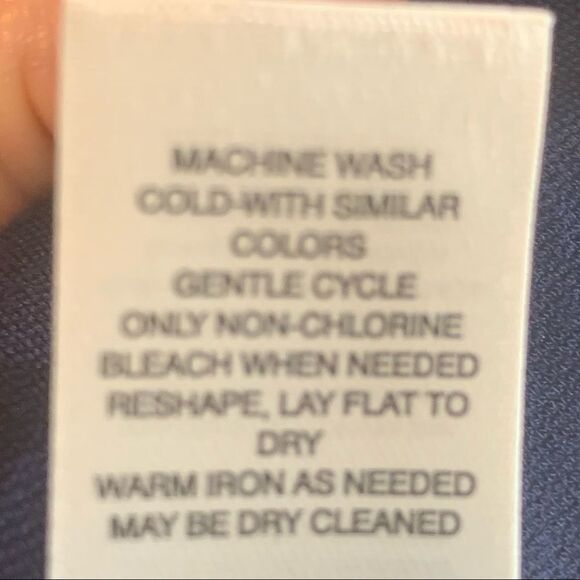 MACHINE WASH
COLD-WITH SIMILAR
COLORS
GENTLE CYCLE
ONLY NON-CHLORINE
BLEACH WHEN NEEDED
RESHAPE, LAY FLAT TO
DRY
WARM IRON AS NEEDED
MAY BE DRY CLEANED